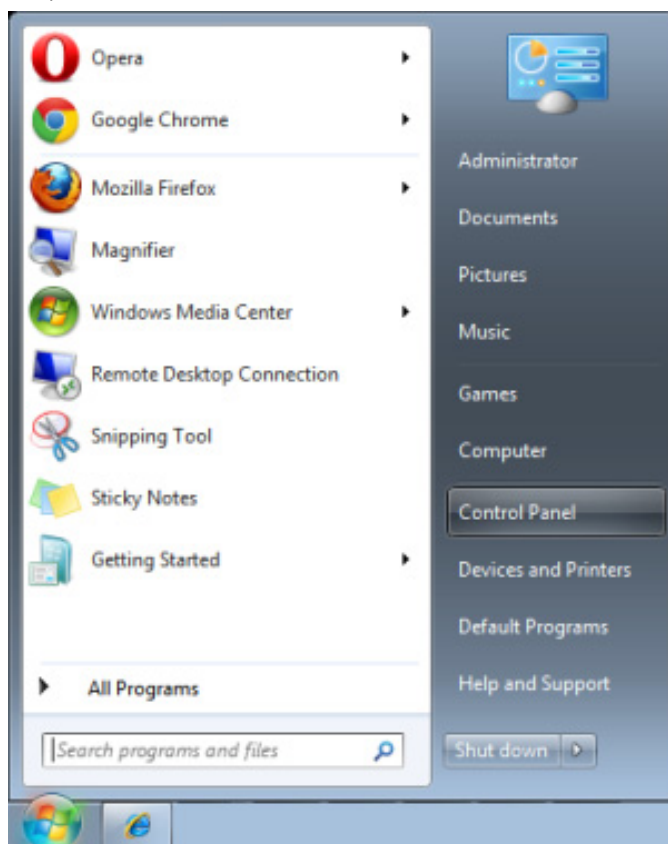 Opera
Google Chrome
Mozilla Firefox
Magnifier
Windows Media Center
Remote Desktop Connection
Snipping Tool
Sticky Notes
Getting Started
All Programs
Search programs and files
Administrator
Documents
Pictures
Music
Games
Computer
Control Panel
Devices and Printers
Default Programs
Help and Support
Shut down